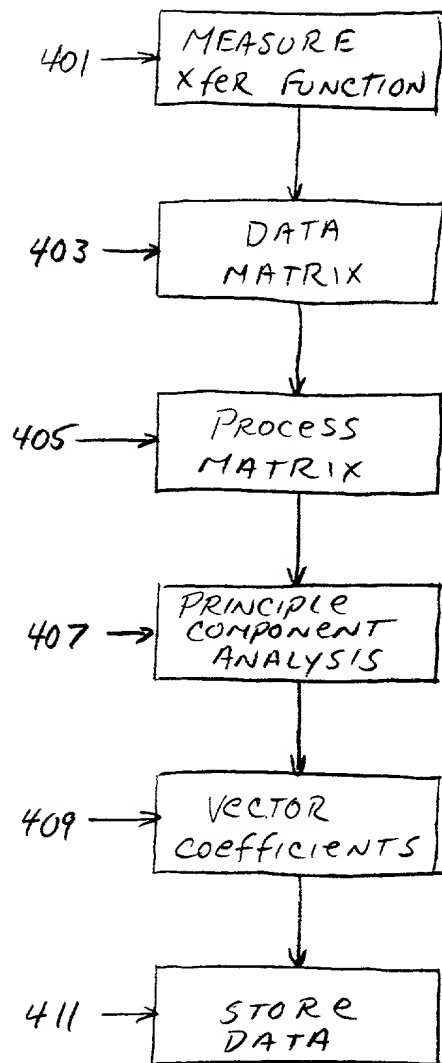 401
MEASURE
XfeR FUNCTION
403
DATA
MATRIX
405
PROCESS
MATRIX
407
PRINCIPLE
COMPONENT
ANALYSIS
409
VECTOR
COEFFICIENTS
411
STORE
DATA